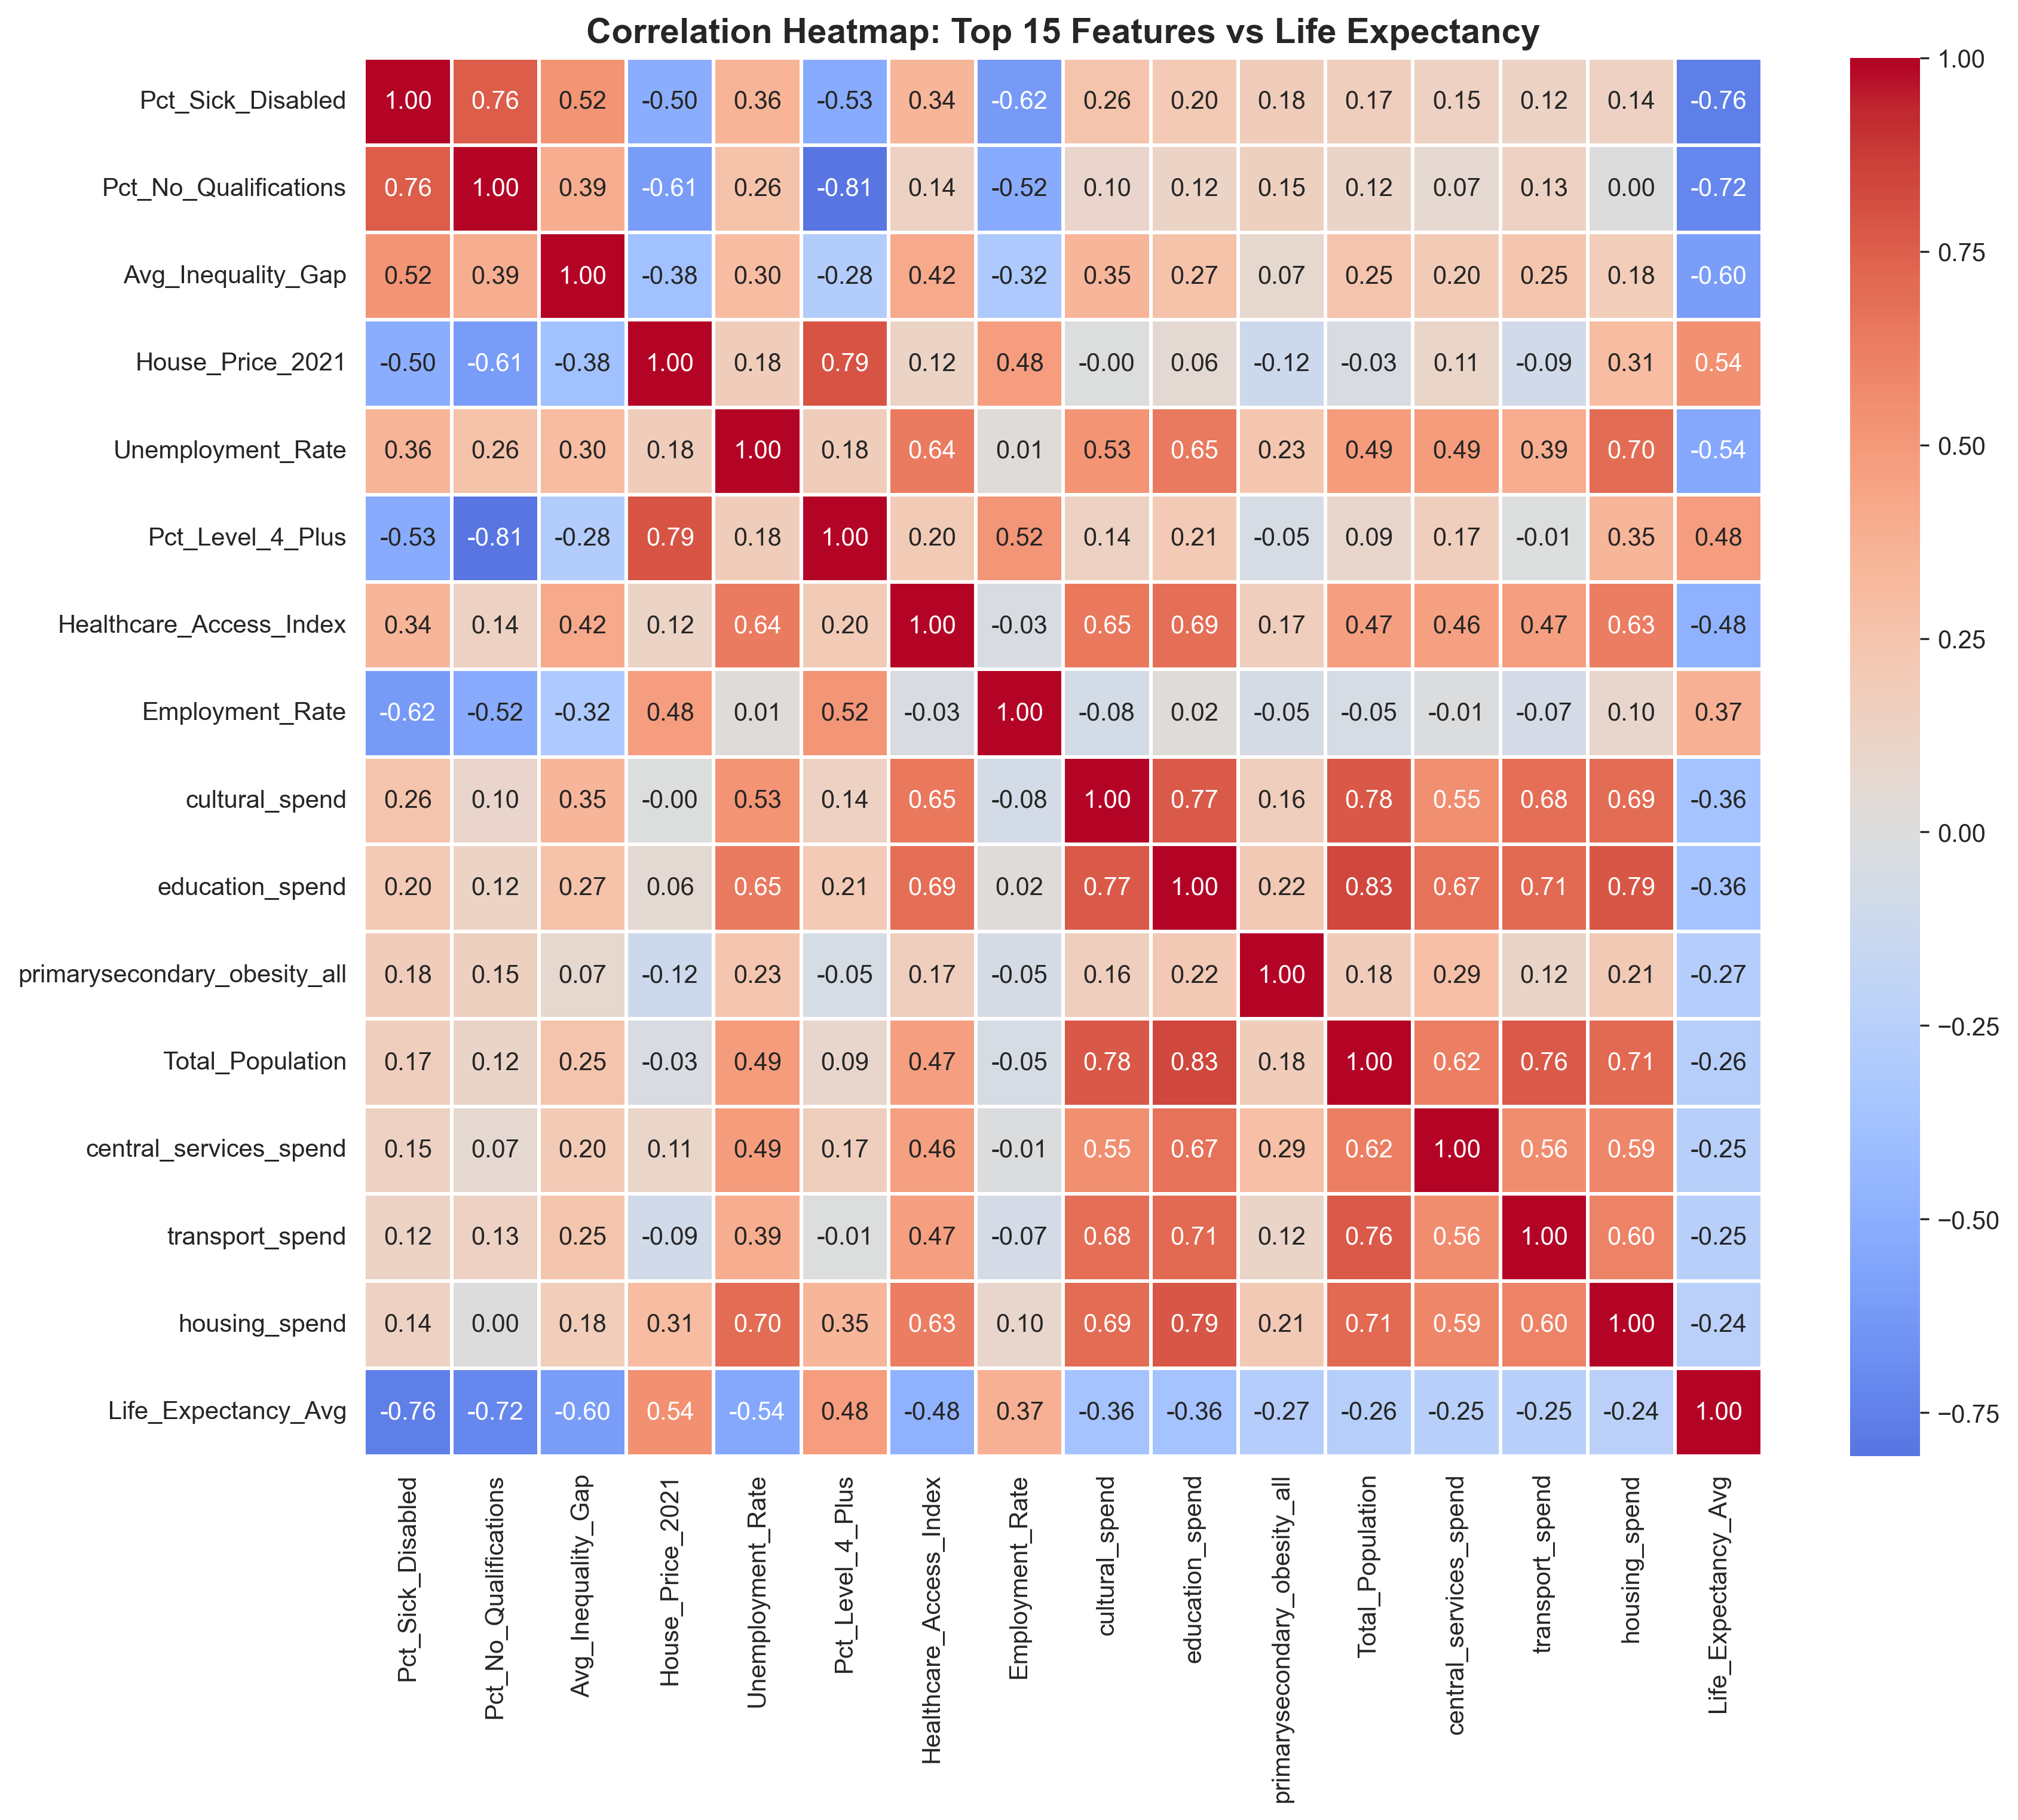 Correlation Heatmap: Top 15 Features vs Life Expectancy
Pct_Sick_Disabled 1.00 0.76 0.52 -0.50 0.36 -0.53 0.34 -0.62 0.26 0.20 0.18 0.17 0.15 0.12 0.14 -0.76
Pct_No_Qualifications 0.76 1.00 0.39 -0.61 0.26 -0.81 0.14 -0.52 0.10 0.12 0.15 0.12 0.07 0.13 0.00 -0.72
Avg_Inequality_Gap 0.52 0.39 1.00 -0.38 0.30 -0.28 0.42 -0.32 0.35 0.27 0.07 0.25 0.20 0.25 0.18 -0.60
House_Price_2021 -0.50 -0.61 -0.38 1.00 0.18 0.79 0.12 0.48 -0.00 0.06 -0.12 -0.03 0.11 -0.09 0.31 0.54
Unemployment_Rate 0.36 0.26 0.30 0.18 1.00 0.18 0.64 0.01 0.53 0.65 0.23 0.49 0.49 0.39 0.70 -0.54
Pct_Level_4_Plus -0.53 -0.81 -0.28 0.79 0.18 1.00 0.20 0.52 0.14 0.21 -0.05 0.09 0.17 -0.01 0.35 0.48
Healthcare_Access_Index 0.34 0.14 0.42 0.12 0.64 0.20 1.00 -0.03 0.65 0.69 0.17 0.47 0.46 0.47 0.63 -0.48
Employment_Rate -0.62 -0.52 -0.32 0.48 0.01 0.52 -0.03 1.00 -0.08 0.02 -0.05 -0.05 -0.01 -0.07 0.10 0.37
cultural_spend 0.26 0.10 0.35 -0.00 0.53 0.14 0.65 -0.08 1.00 0.77 0.16 0.78 0.55 0.68 0.69 -0.36
education_spend 0.20 0.12 0.27 0.06 0.65 0.21 0.69 0.02 0.77 1.00 0.22 0.83 0.67 0.71 0.79 -0.36
primarysecondary_obesity_all 0.18 0.15 0.07 -0.12 0.23 -0.05 0.17 -0.05 0.16 0.22 1.00 0.18 0.29 0.12 0.21 -0.27
Total_Population 0.17 0.12 0.25 -0.03 0.49 0.09 0.47 -0.05 0.78 0.83 0.18 1.00 0.62 0.76 0.71 -0.26
central_services_spend 0.15 0.07 0.20 0.11 0.49 0.17 0.46 -0.01 0.55 0.67 0.29 0.62 1.00 0.56 0.59 -0.25
transport_spend 0.12 0.13 0.25 -0.09 0.39 -0.01 0.47 -0.07 0.68 0.71 0.12 0.76 0.56 1.00 0.60 -0.25
housing_spend 0.14 0.00 0.18 0.31 0.70 0.35 0.63 0.10 0.69 0.79 0.21 0.71 0.59 0.60 1.00 -0.24
Life_Expectancy_Avg -0.76 -0.72 -0.60 0.54 -0.54 0.48 -0.48 0.37 -0.36 -0.36 -0.27 -0.26 -0.25 -0.25 -0.24 1.00
Pct_Sick_Disabled
Pct_No_Qualifications
Avg_Inequality_Gap
House_Price_2021
Unemployment_Rate
Pct_Level_4_Plus
Healthcare_Access_Index
Employment_Rate
cultural_spend
education_spend
primarysecondary_obesity_all
Total_Population
central_services_spend
transport_spend
housing_spend
Life_Expectancy_Avg
1.00
0.75
0.50
0.25
0.00
−0.25
−0.50
−0.75